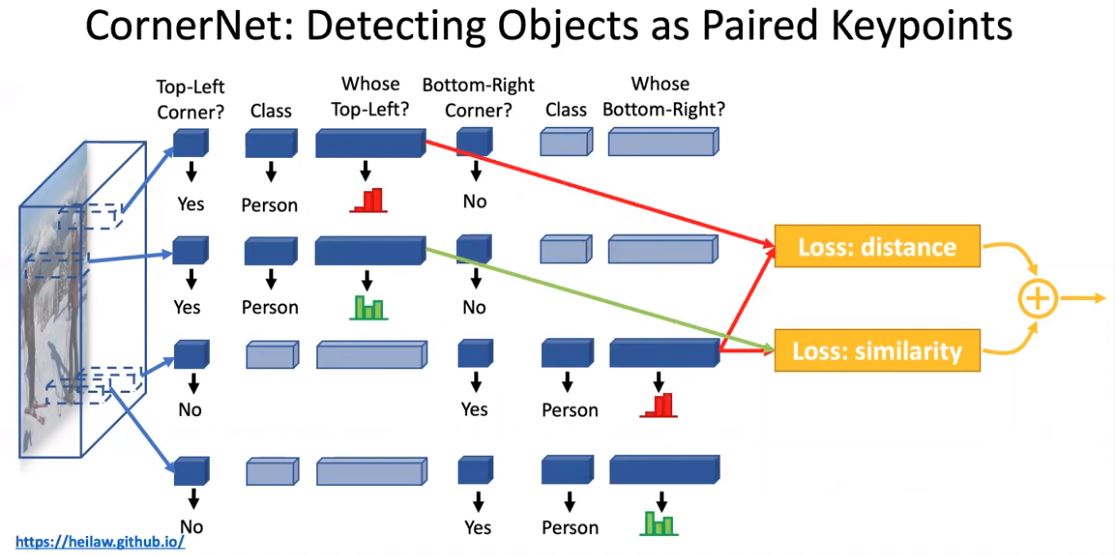 CornerNet: Detecting Objects as Paired Keypoints
Top-Left
Corner?
Class
Whose
Top-Left?
Bottom-Right
Corner?
Class
Whose
Bottom-Right?
Yes
Person
No
Yes
Person
No
Loss: distance
Loss: similarity
No
Yes
Person
No
Yes
Person
https://heilaw.github.io/